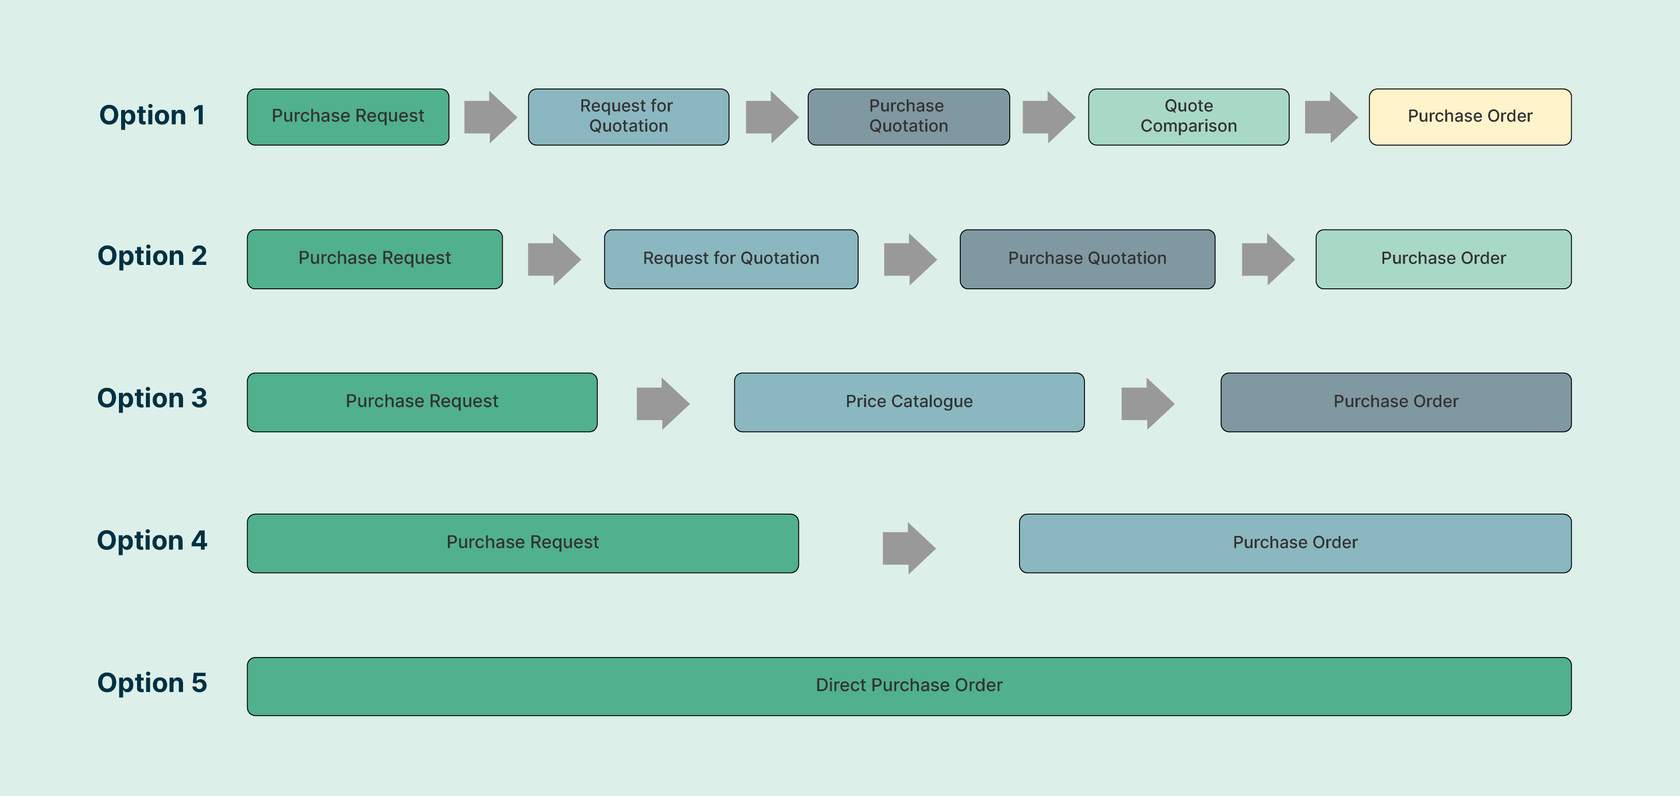 Option 1
Purchase Request
Request for
Quotation
Purchase
Quotation
Quote
Comparison
Purchase Order
Option 2
Purchase Request
Request for Quotation
Purchase Quotation
Purchase Order
Option 3
Purchase Request
Price Catalogue
Purchase Order
Option 4
Purchase Request
Purchase Order
Option 5
Direct Purchase Order